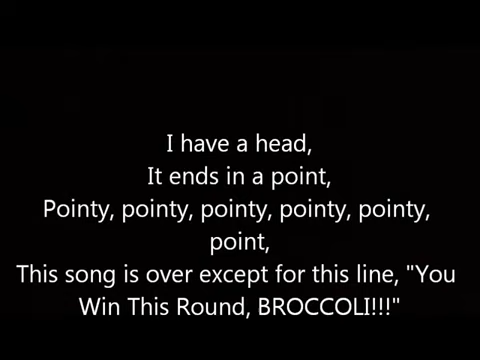 I have a head,
It ends in a point,
Pointy, pointy, pointy, pointy, pointy,
point,
This song is over except for this line, "You
Win This Round, BROCCOLI!!!"